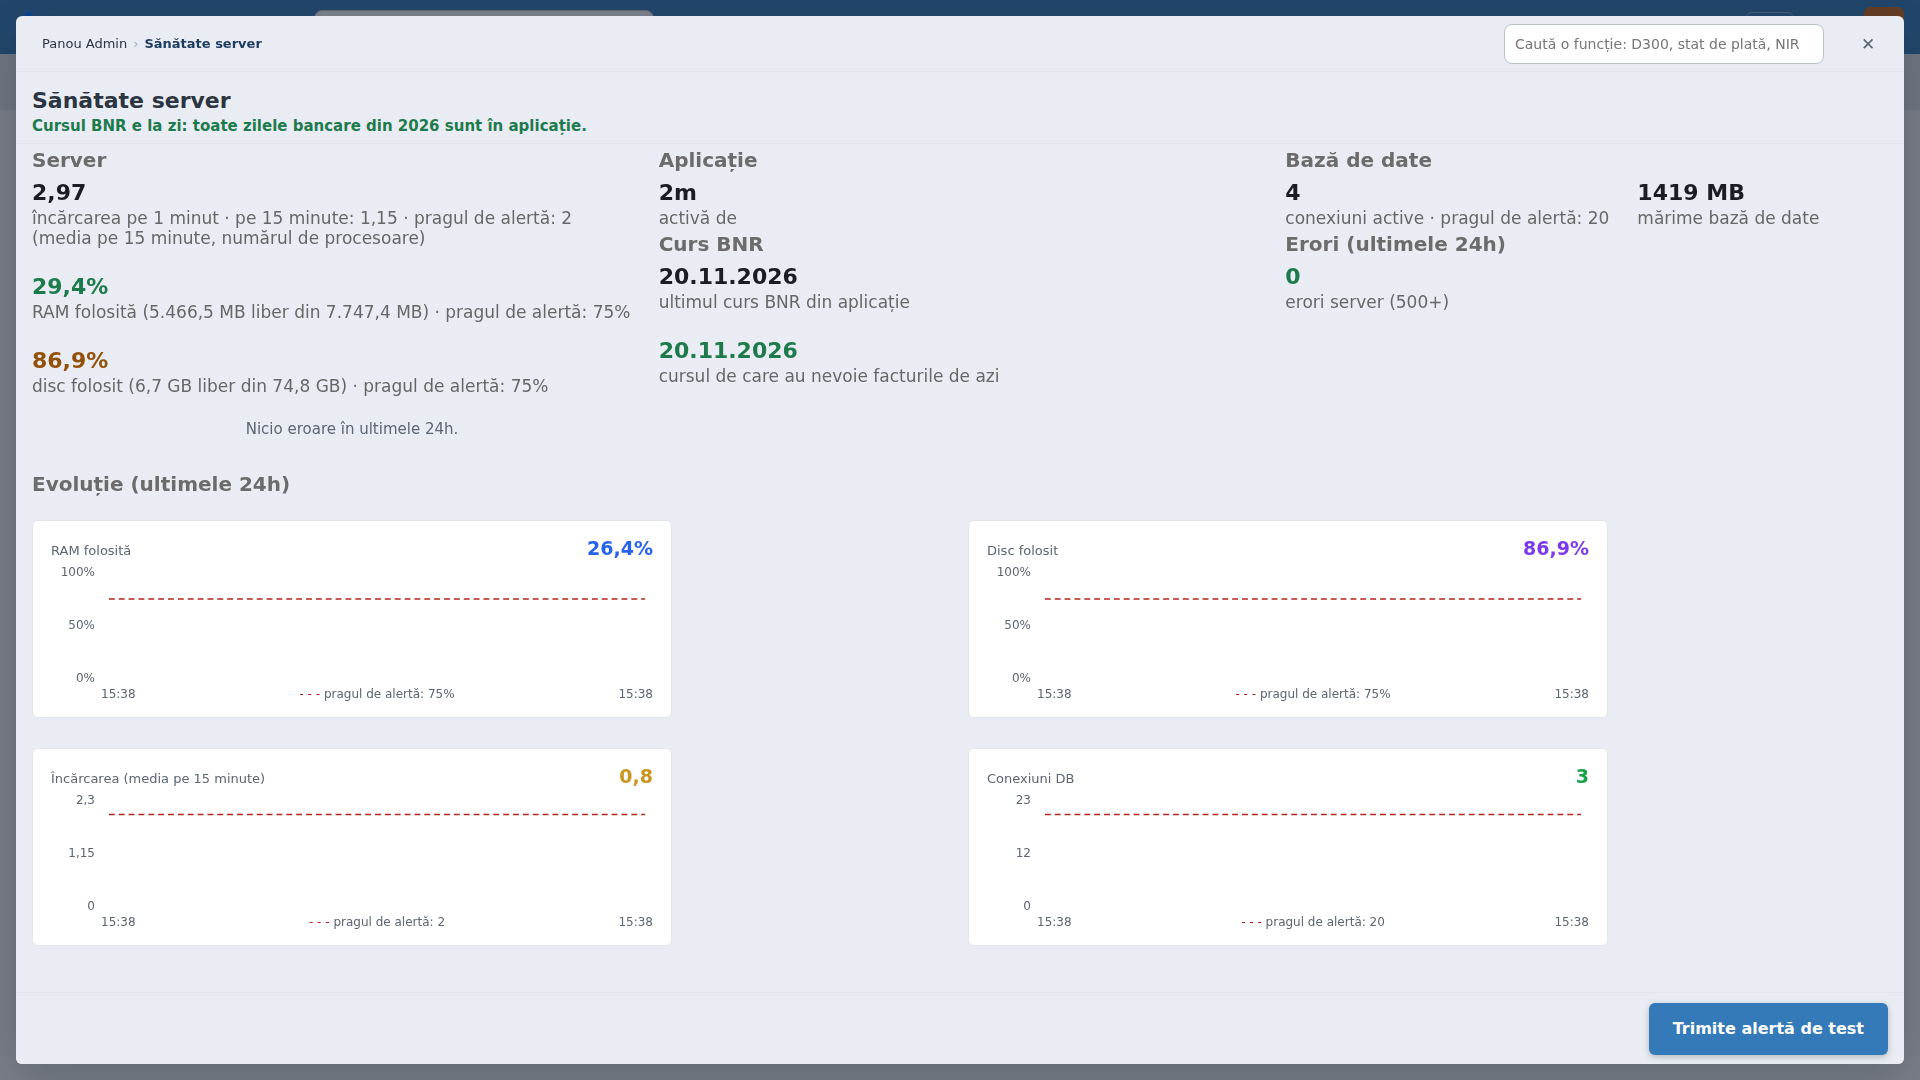 Panou Admin › Sănătate server
Caută o funcție: D300, stat de plată, NIR
✕
Sănătate server
Cursul BNR e la zi: toate zilele bancare din 2026 sunt în aplicație.
Server
2,97
încărcarea pe 1 minut · pe 15 minute: 1,15 · pragul de alertă: 2
(media pe 15 minute, numărul de procesoare)
29,4%
RAM folosită (5.466,5 MB liber din 7.747,4 MB) · pragul de alertă: 75%
86,9%
disc folosit (6,7 GB liber din 74,8 GB) · pragul de alertă: 75%
Aplicație
2m
activă de
Curs BNR
20.11.2026
ultimul curs BNR din aplicație
20.11.2026
cursul de care au nevoie facturile de azi
Bază de date
4
conexiuni active · pragul de alertă: 20
1419 MB
mărime bază de date
Erori (ultimele 24h)
0
erori server (500+)
Nicio eroare în ultimele 24h.
Evoluție (ultimele 24h)
RAM folosită 26,4%
100%
50%
0%
15:38 - - - pragul de alertă: 75% 15:38
Disc folosit 86,9%
100%
50%
0%
15:38 - - - pragul de alertă: 75% 15:38
Încărcarea (media pe 15 minute) 0,8
2,3
1,15
0
15:38 - - - pragul de alertă: 2 15:38
Conexiuni DB 3
23
12
0
15:38 - - - pragul de alertă: 20 15:38
Trimite alertă de test